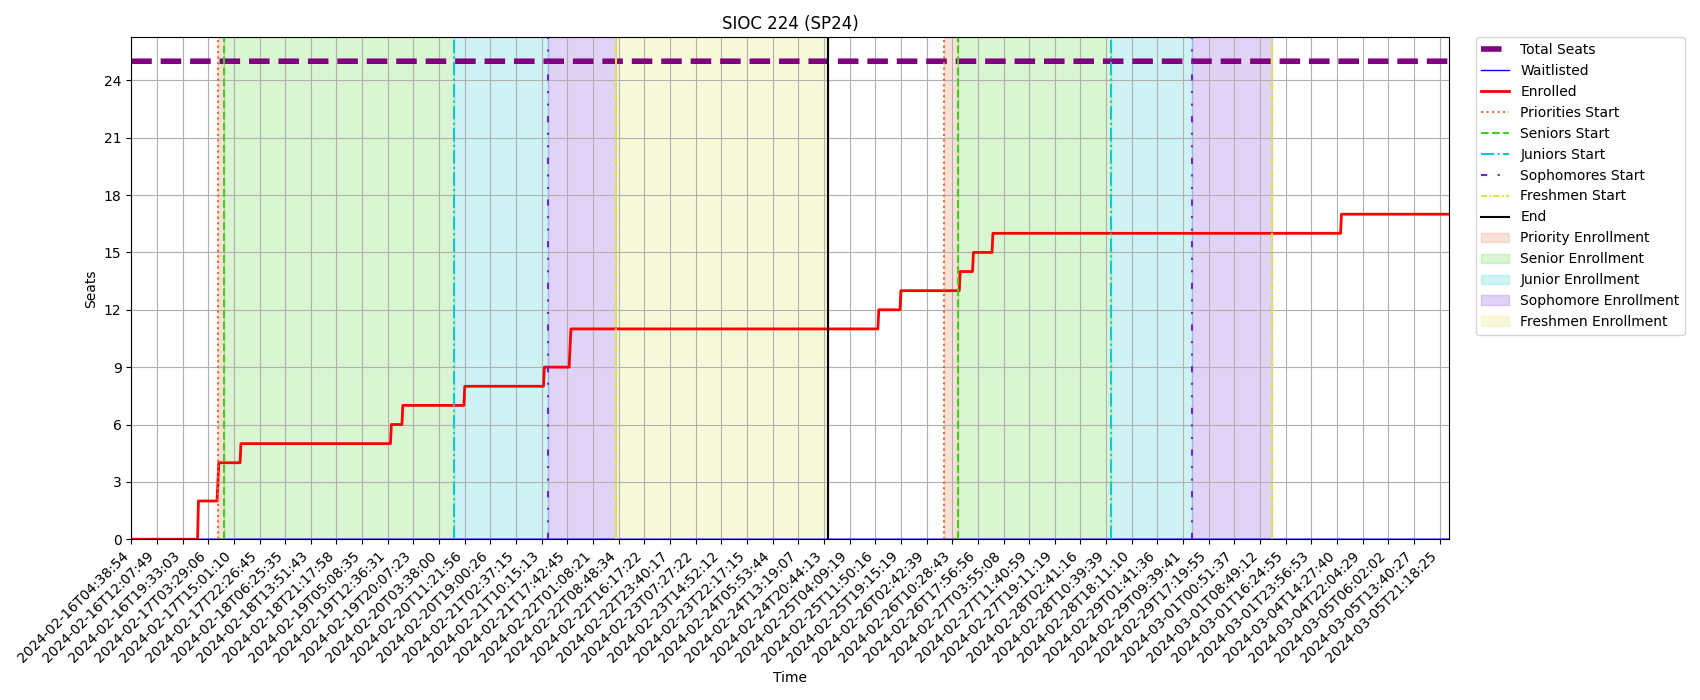 SIOC 224 (SP24)
Total Seats
Waitlisted
Enrolled
Priorities Start
Seniors Start
Juniors Start
Sophomores Start
Freshmen Start
End
Priority Enrollment
Senior Enrollment
Junior Enrollment
Sophomore Enrollment
Freshmen Enrollment
Seats
24
21
18
15
12
9
6
3
0
2024-02-16T04:38:54
2024-02-16T12:07:49
2024-02-16T19:33:03
2024-02-17T03:29:06
2024-02-17T15:01:10
2024-02-17T22:26:45
2024-02-18T06:25:35
2024-02-18T13:51:43
2024-02-18T21:17:58
2024-02-19T05:08:35
2024-02-19T12:36:31
2024-02-19T20:07:23
2024-02-20T03:38:00
2024-02-20T11:21:56
2024-02-20T19:00:26
2024-02-21T02:37:15
2024-02-21T10:15:13
2024-02-21T17:42:45
2024-02-22T01:08:21
2024-02-22T08:48:34
2024-02-22T16:17:22
2024-02-22T23:40:17
2024-02-23T07:27:22
2024-02-23T14:52:12
2024-02-23T22:17:15
2024-02-24T05:53:44
2024-02-24T13:19:07
2024-02-24T20:44:13
2024-02-25T04:09:19
2024-02-25T11:50:16
2024-02-25T19:15:19
2024-02-26T02:42:39
2024-02-26T10:28:43
2024-02-26T17:56:56
2024-02-27T03:55:08
2024-02-27T11:40:59
2024-02-27T19:11:19
2024-02-28T02:41:16
2024-02-28T10:39:39
2024-02-28T18:11:10
2024-02-29T01:41:36
2024-02-29T09:39:41
2024-02-29T17:19:55
2024-03-01T00:51:37
2024-03-01T08:49:12
2024-03-01T16:24:55
2024-03-01T23:56:53
2024-03-04T14:27:40
2024-03-04T22:04:29
2024-03-05T06:02:02
2024-03-05T13:40:27
2024-03-05T21:18:25
Time